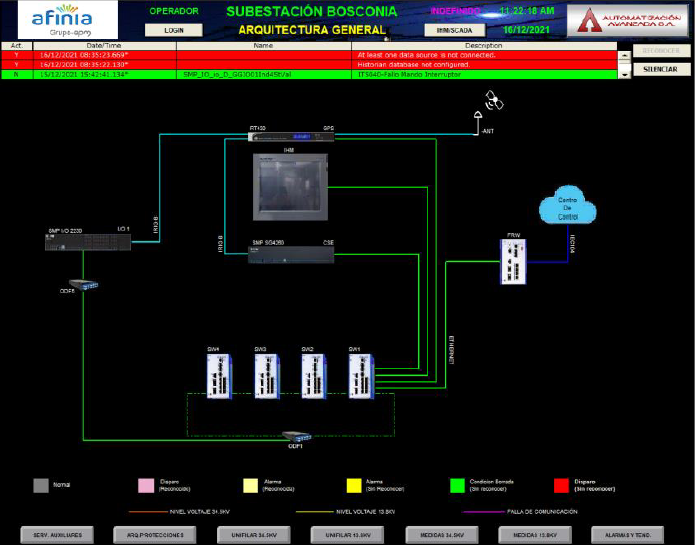 afinia
Grupo-epm
OPERADOR
LOGIN
SUBESTACIÓN BOSCONIA
ARQUITECTURA GENERAL
INDEFINIDO
11:22:18 AM
IHMISCADA
16/12/2021
AUTOMATIZACIÓN
AVANZADA S.A.
Act. Date/Time Name Description
Y 16/12/2021 08:35:23.669* At least one data source is not connected.
Y 16/12/2021 08:35:22.130* Historian database not configured.
N 15/12/2021 15:42:41.134* IT5040-Fallo Mando Interruptor
RECONOCER
SILENCIAR
RT430 GPS
ANT
IHM
SMP I/O 2230 I/O 1
IRIG B
IRIG B
SMP SG4250 CSE
ODF5
Centro
De
Control
FRW
IEC104
ETHERNET
SW4 SW3 SW2 SW1
ODF1
Normal
Disparo
(Reconocido)
Alarma
(Reconocida)
Alarma
(Sin Reconocer)
Condicion Borrada
(Sin reconocer)
Disparo
(Sin reconocer)
NIVEL VOLTAJE 34.5KV NIVEL VOLTAJE 13.8KV FALLA DE COMUNICACIÓN
SERV. AUXILIARES ARQ.PROTECCIONES UNIFILAR 34.5KV UNIFILAR 13.8KV MEDIDAS 34.5KV MEDIDAS 13.8KV ALARMAS Y TEND.